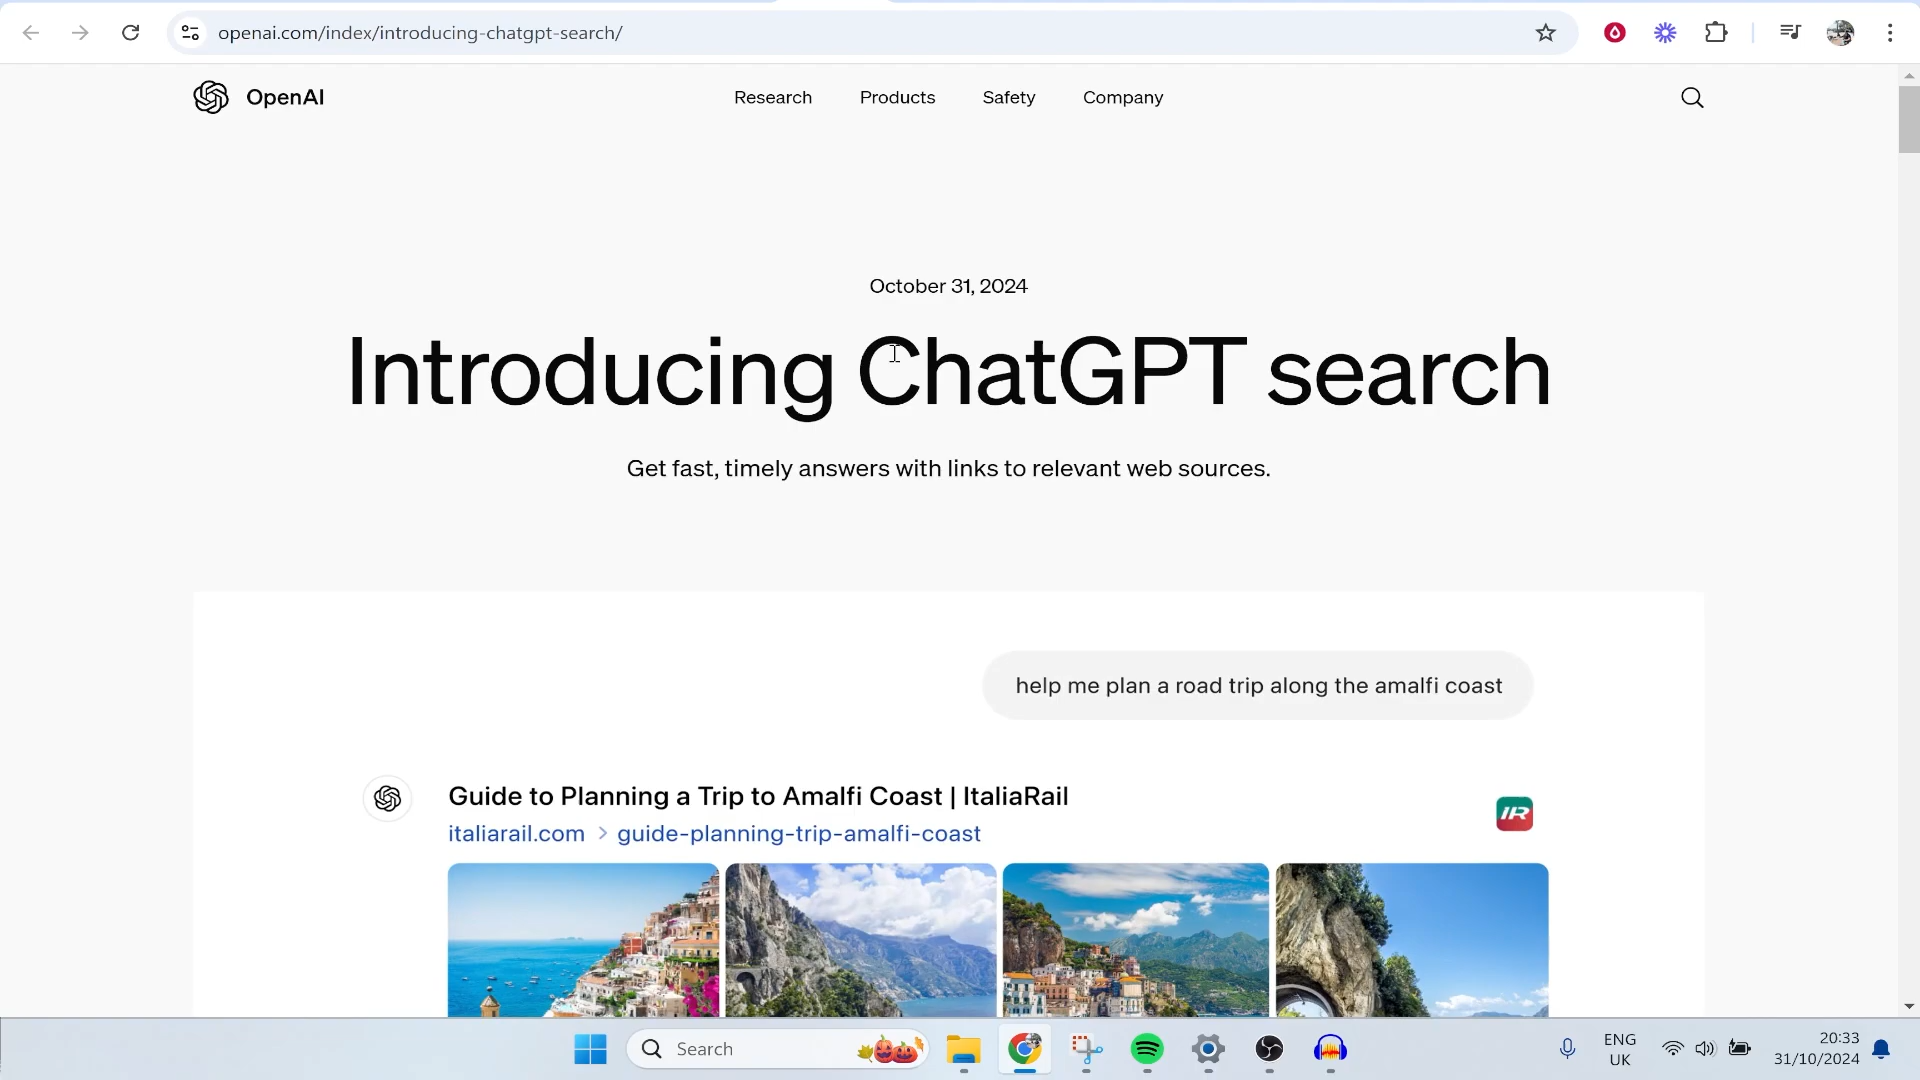 openai.com/index/introducing-chatgpt-search/
OpenAI
Research
Products
Safety
Company
October 31, 2024
Introducing ChatGPT search
Get fast, timely answers with links to relevant web sources.
help me plan a road trip along the amalfi coast
Guide to Planning a Trip to Amalfi Coast | ItaliaRail
IR
italiarail.com > guide-planning-trip-amalfi-coast
Search
ENG
UK
20:33
31/10/2024